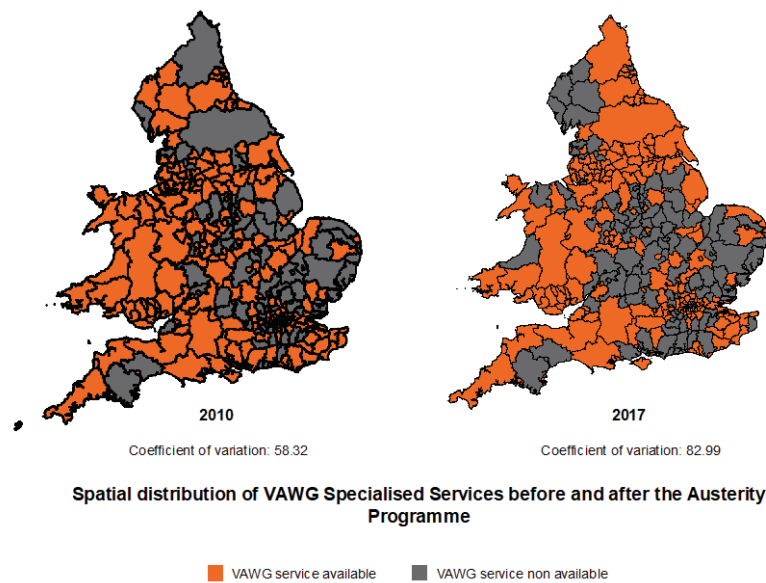 2010
2017
Coefficient of variation: 58.32
Coefficient of variation: 82.99
Spatial distribution of VAWG Specialised Services before and after the Austerity
Programme
VAWG service available
VAWG service non available